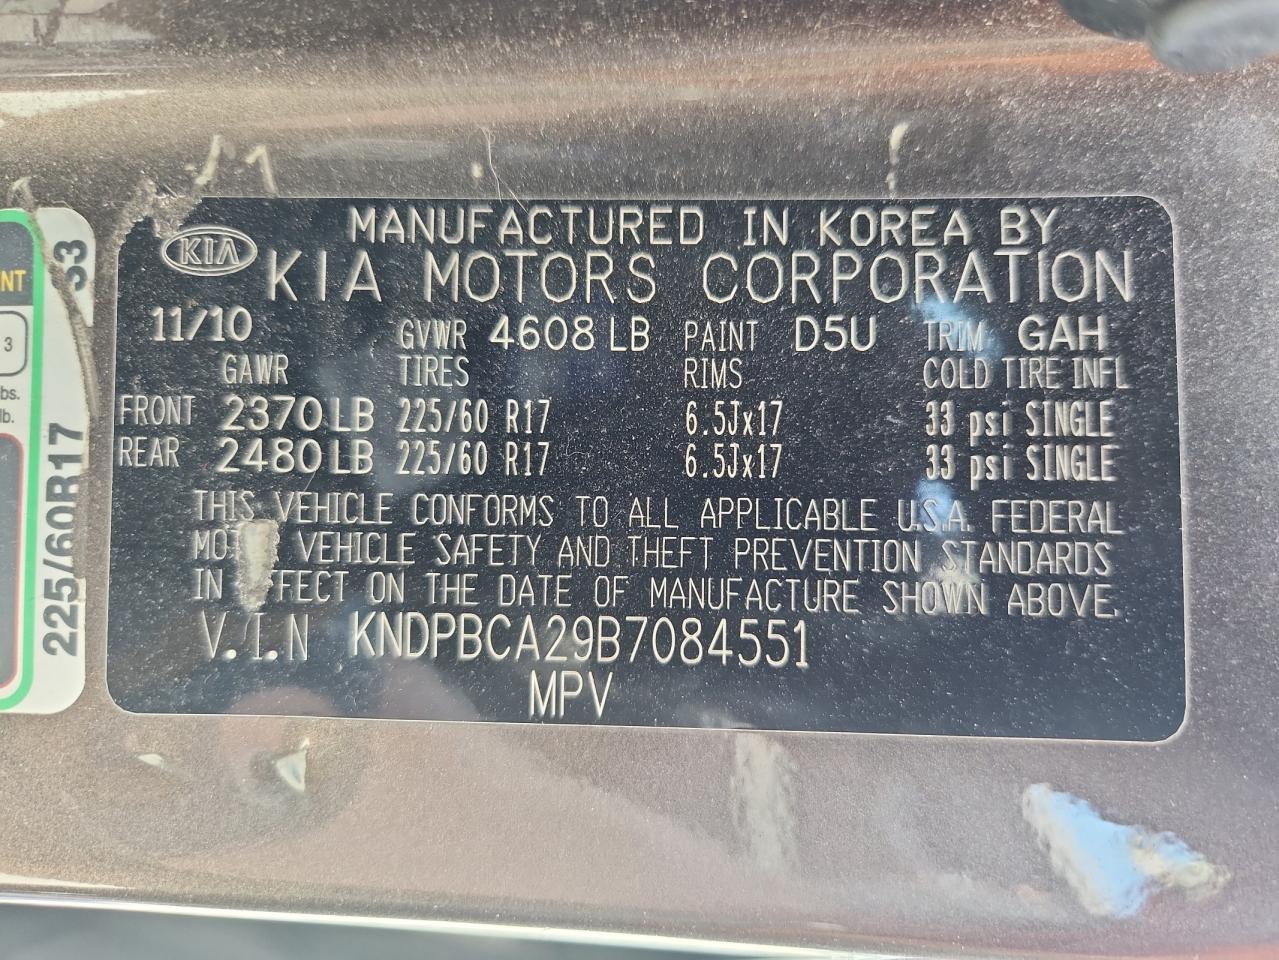 MANUFACTURED IN KOREA BY
KIA
KIA MOTORS CORPORATION
11/10 GVWR 4608 LB PAINT D5U TRIM GAH
GAWR TIRES RIMS COLD TIRE INFL
FRONT 2370 LB 225/60 R17 6.5Jx17 33 psi SINGLE
REAR 2480 LB 225/60 R17 6.5Jx17 33 psi SINGLE
THIS VEHICLE CONFORMS TO ALL APPLICABLE U.S.A. FEDERAL
VEHICLE SAFETY AND THEFT PREVENTION STANDARDS
IN EFFECT ON THE DATE OF MANUFACTURE SHOWN ABOVE.
V.I.N KNDPBCA29B7084551
MPV
3
lb.
225/60R17